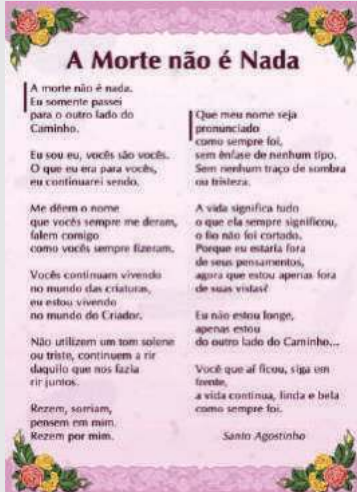 A Morte não é Nada
A morte não é nada.
Eu somente passei
para o outro lado do
Caminho.
Eu sou eu, vocês são vocês.
O que eu era para vocês,
eu continuarei sendo.
Me dêem o nome
que vocês sempre me deram,
falem comigo
como vocês sempre fizeram.
Vocês continuam vivendo
no mundo das criaturas,
eu estou vivendo
no mundo do Criador.
Não utilizem um tom solene
ou triste, continuem a rir
daquilo que nos fazia
rir juntos.
Rezem, sorriam,
pensem em mim.
Rezem por mim.
Que meu nome seja
pronunciado
como sempre foi,
sem ênfase de nenhum tipo.
Sem nenhum traço de sombra
ou tristeza.
A vida significa tudo
o que ela sempre significou,
o fio não foi cortado.
Porque eu estaria fora
de seus pensamentos,
agora que estou apenas fora
de suas vistas?
Eu não estou longe,
apenas estou
do outro lado do Caminho...
Você que aí ficou, siga em
frente,
a vida continua, linda e bela
como sempre foi.
Santo Agostinho